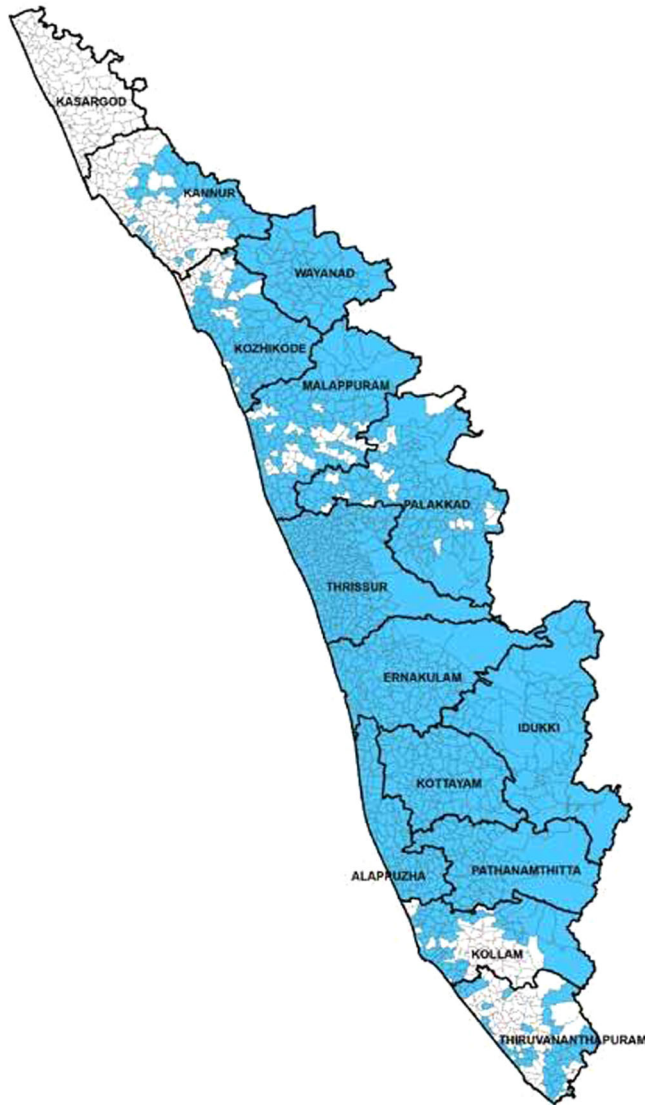 KASARGOD
KANNUR
WAYANAD
KOZHIKODE
MALAPPURAM
PALAKKAD
THRISSUR
ERNAKULAM
IDUKKI
KOTTAYAM
ALAPPUZHA
PATHANAMTHITTA
KOLLAM
THIRUVANANTHAPURAM